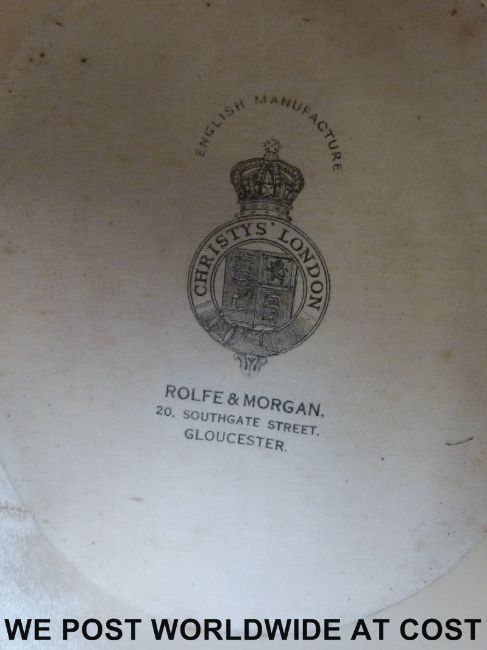 ENGLISH MANUFACTURE
CHRISTYS' LONDON
ROLFE & MORGAN,
20, SOUTHGATE STREET,
GLOUCESTER.
WE POST WORLDWIDE AT COST